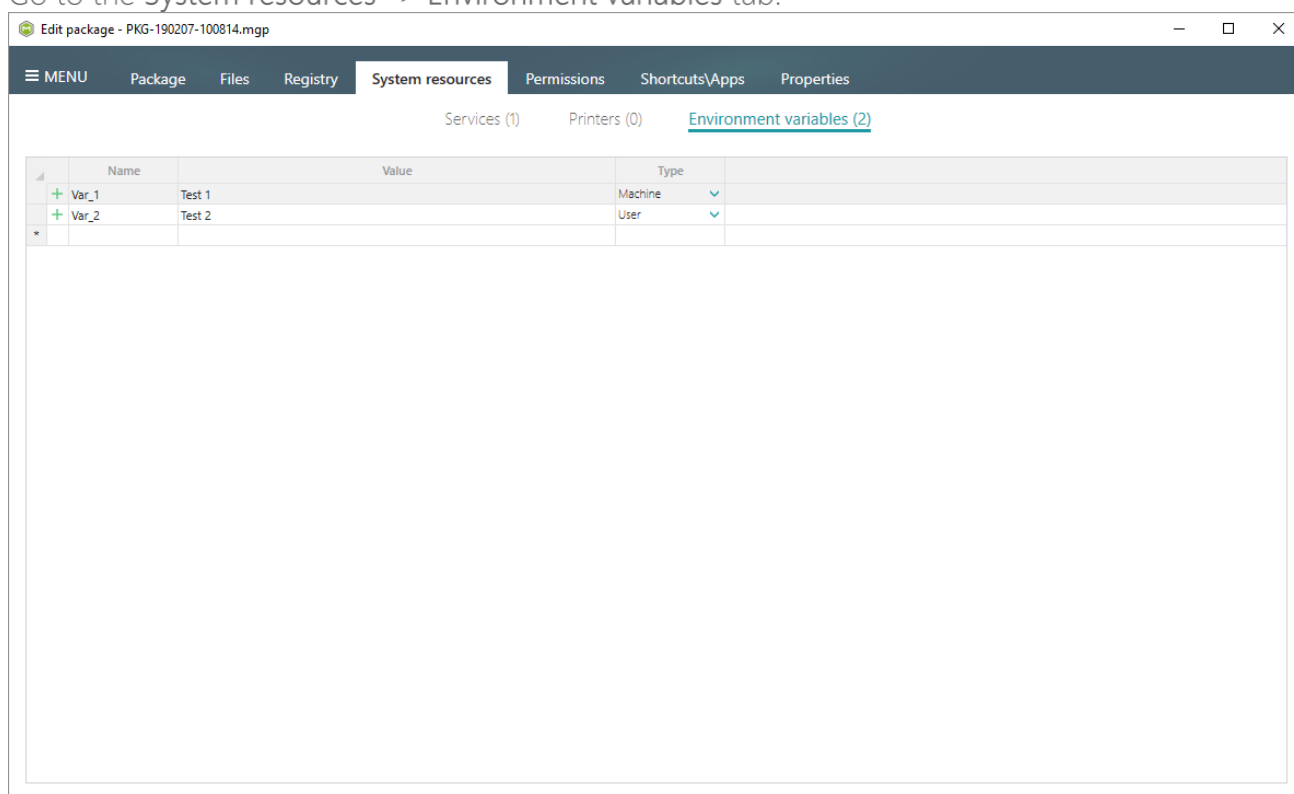 Go to the System resources -> Environment variables tab.
Edit package - PKG-190207-100814.mgp
MENU Package Files Registry System resources Permissions Shortcuts\Apps Properties
Services (1) Printers (0) Environment variables (2)
Name Value Type
+ Var_1 Test 1 Machine
+ Var_2 Test 2 User
*